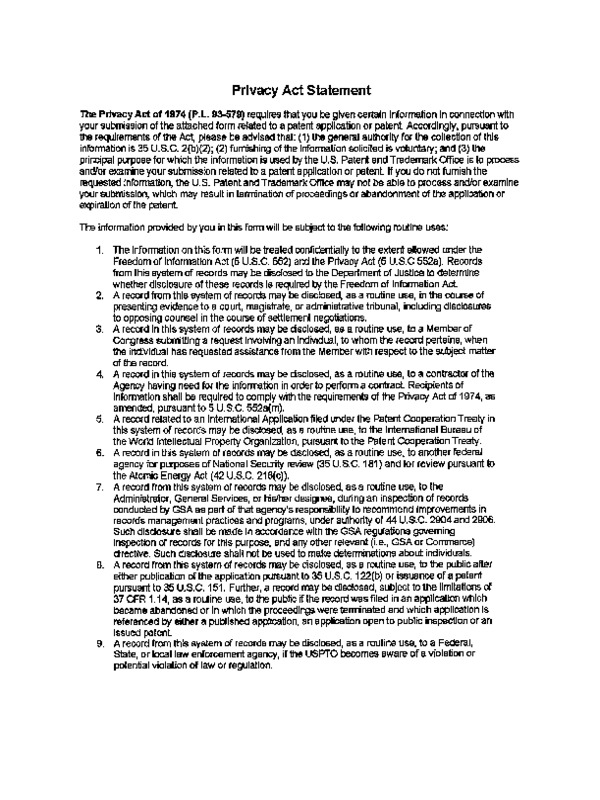 Privacy Act Statement
The Privacy Act of 1974 (P.L. 93-579) requires that you be given certain information in connection with
your submission of the attached form related to a patent application or patent. Accordingly, pursuant to
the requirements of the Act, please be advised that: (1) the general authority for the collection of this
information is 35 U.S.C. 2(b)(2); (2) furnishing of the information solicited is voluntary; and (3) the
principal purpose for which the information is used by the U.S. Patent and Trademark Office is to process
and/or examine your submission related to a patent application or patent. If you do not furnish the
requested information, the U.S. Patent and Trademark Office may not be able to process and/or examine
your submission, which may result in termination of proceedings or abandonment of the application or
expiration of the patent.
The information provided by you in this form will be subject to the following routine uses:
1. The information on this form will be treated confidentially to the extent allowed under the
Freedom of Information Act (5 U.S.C. 552) and the Privacy Act (5 U.S.C 552a). Records
from this system of records may be disclosed to the Department of Justice to determine
whether disclosure of these records is required by the Freedom of Information Act.
2. A record from this system of records may be disclosed, as a routine use, in the course of
presenting evidence to a court, magistrate, or administrative tribunal, including disclosures
to opposing counsel in the course of settlement negotiations.
3. A record in this system of records may be disclosed, as a routine use, to a Member of
Congress submitting a request involving an individual, to whom the record pertains, when
the individual has requested assistance from the Member with respect to the subject matter
of the record.
4. A record in this system of records may be disclosed, as a routine use, to a contractor of the
Agency having need for the information in order to perform a contract. Recipients of
information shall be required to comply with the requirements of the Privacy Act of 1974, as
amended, pursuant to 5 U.S.C. 552a(m).
5. A record related to an International Application filed under the Patent Cooperation Treaty in
this system of records may be disclosed, as a routine use, to the International Bureau of
the World Intellectual Property Organization, pursuant to the Patent Cooperation Treaty.
6. A record in this system of records may be disclosed, as a routine use, to another federal
agency for purposes of National Security review (35 U.S.C. 181) and for review pursuant to
the Atomic Energy Act (42 U.S.C. 218(c)).
7. A record from this system of records may be disclosed, as a routine use, to the
Administrator, General Services, or his/her designee, during an inspection of records
conducted by GSA as part of that agency's responsibility to recommend improvements in
records management practices and programs, under authority of 44 U.S.C. 2904 and 2906.
Such disclosure shall be made in accordance with the GSA regulations governing
inspection of records for this purpose, and any other relevant (i.e., GSA or Commerce)
directive. Such disclosure shall not be used to make determinations about individuals.
8. A record from this system of records may be disclosed, as a routine use, to the public after
either publication of the application pursuant to 35 U.S.C. 122(b) or issuance of a patent
pursuant to 35 U.S.C. 151. Further, a record may be disclosed, subject to the limitations of
37 CFR 1.14, as a routine use, to the public if the record was filed in an application which
became abandoned or in which the proceedings were terminated and which application is
referenced by either a published application, an application open to public inspection or an
issued patent.
9. A record from this system of records may be disclosed, as a routine use, to a Federal,
State, or local law enforcement agency, if the USPTO becomes aware of a violation or
potential violation of law or regulation.